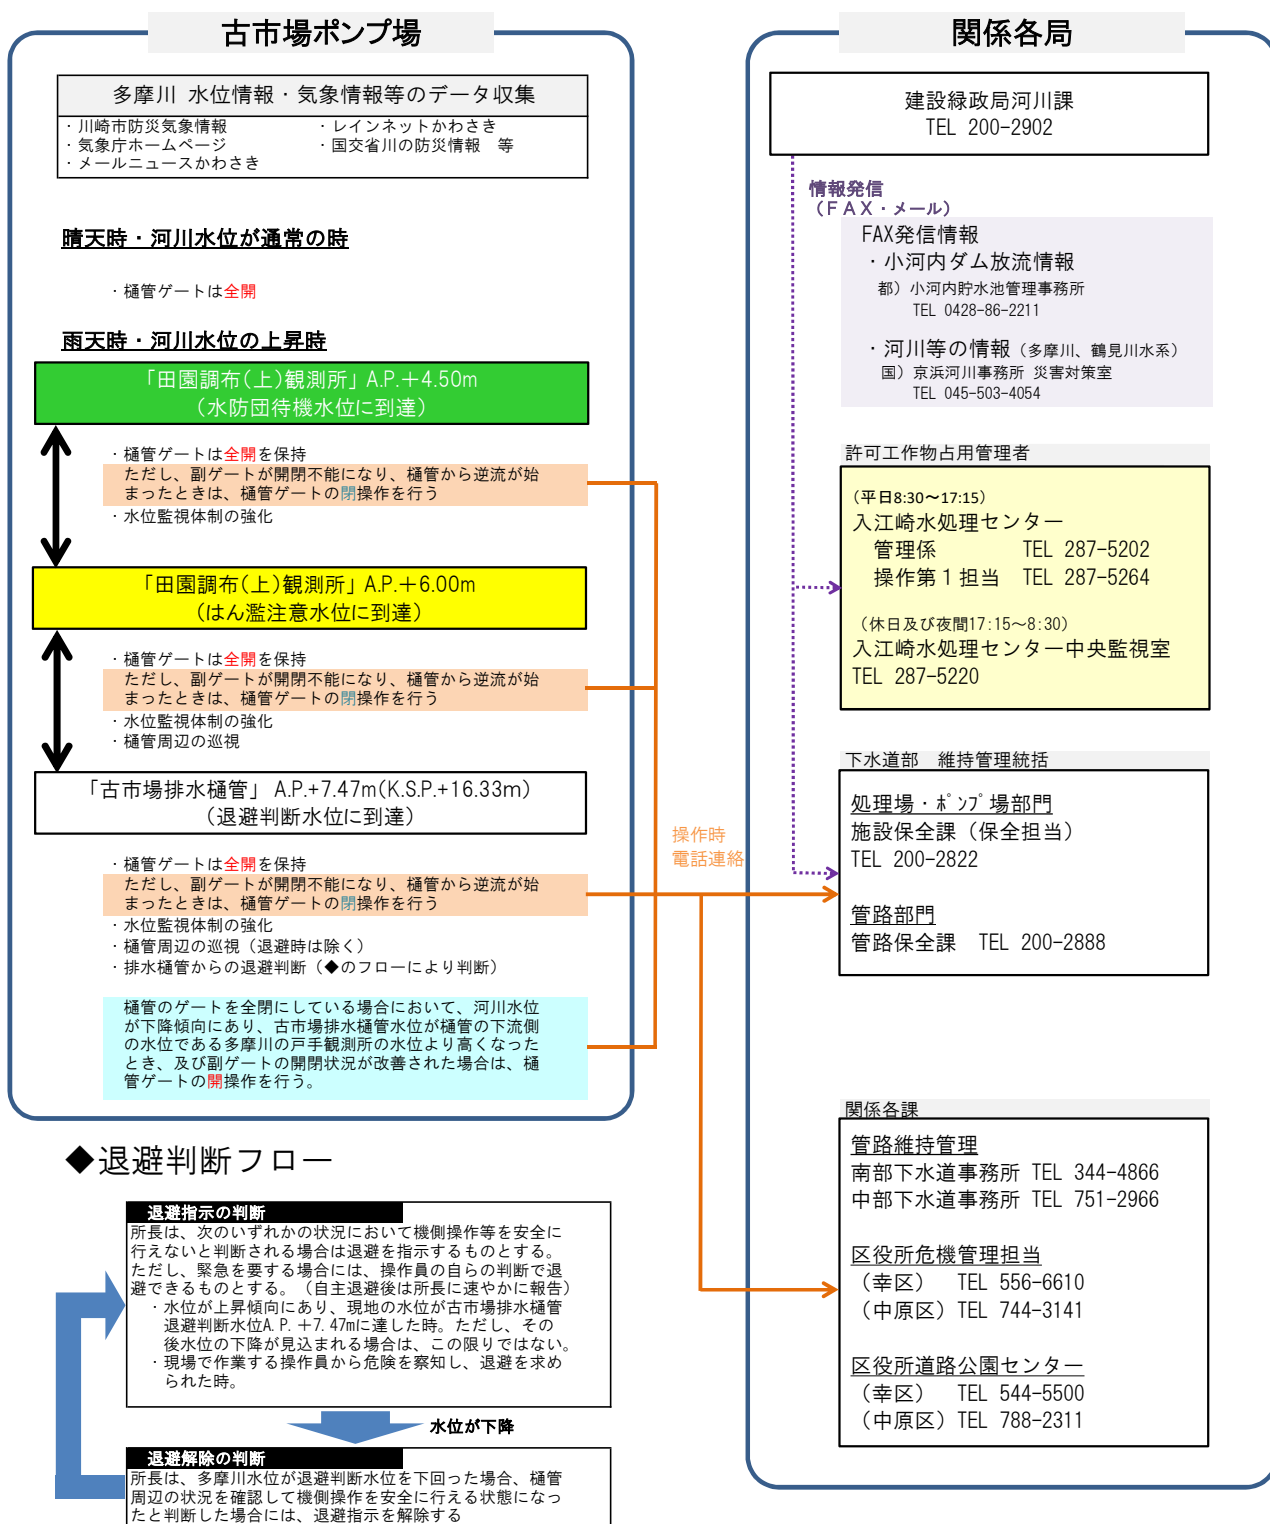 古市場ポンプ場
多摩川 水位情報・気象情報等のデータ収集
・川崎市防災気象情報　・レインネットかわさき
・気象庁ホームページ　・国交省川の防災情報　等
・メールニュースかわさき
晴天時・河川水位が通常の時
・樋管ゲートは全開
雨天時・河川水位の上昇時
「田園調布(上)観測所」A.P.＋4.50m
（水防団待機水位に到達）
・樋管ゲートは全開を保持
ただし、副ゲートが開閉不能になり、樋管から逆流が始
まったときは、樋管ゲートの閉操作を行う
・水位監視体制の強化
「田園調布(上)観測所」A.P.＋6.00m
（はん濫注意水位に到達）
・樋管ゲートは全開を保持
ただし、副ゲートが開閉不能になり、樋管から逆流が始
まったときは、樋管ゲートの閉操作を行う
・水位監視体制の強化
・樋管周辺の巡視
「古市場排水樋管」 A.P.+7.47m(K.S.P.+16.33m)
（退避判断水位に到達）
・樋管ゲートは全開を保持
ただし、副ゲートが開閉不能になり、樋管から逆流が始
まったときは、樋管ゲートの閉操作を行う
・水位監視体制の強化
・樋管周辺の巡視（退避時は除く）
・排水樋管からの退避判断（◆のフローにより判断）
樋管のゲートを全閉にしている場合において、河川水位
が下降傾向にあり、古市場排水樋管水位が樋管の下流側
の水位である多摩川の戸手観測所の水位より高くなった
とき、及び副ゲートの開閉状況が改善された場合は、樋
管ゲートの開操作を行う。
操作時
電話連絡
関係各局
建設緑政局河川課
TEL 200-2902
情報発信
（ＦＡＸ・メール）
FAX発信情報
・小河内ダム放流情報
都）小河内貯水池管理事務所
TEL 0428-86-2211
・河川等の情報（多摩川、鶴見川水系）
国）京浜河川事務所 災害対策室
TEL 045-503-4054
許可工作物占用管理者
（平日8:30～17:15）
入江崎水処理センター
管理係　TEL 287-5202
操作第１担当　TEL 287-5264
（休日及び夜間17:15～8:30）
入江崎水処理センター中央監視室
TEL 287-5220
下水道部　維持管理統括
処理場・ﾎﾟﾝﾌﾟ場部門
施設保全課（保全担当）
TEL 200-2822
管路部門
管路保全課　TEL 200-2888
関係各課
管路維持管理
南部下水道事務所 TEL 344-4866
中部下水道事務所 TEL 751-2966
区役所危機管理担当
（幸区）　TEL 556-6610
（中原区）TEL 744-3141
区役所道路公園センター
（幸区）　TEL 544-5500
（中原区）TEL 788-2311
◆退避判断フロー
退避指示の判断
所長は、次のいずれかの状況において機側操作等を安全に
行えないと判断される場合は退避を指示するものとする。
ただし、緊急を要する場合には、操作員の自らの判断で退
避できるものとする。（自主退避後は所長に速やかに報告）
・水位が上昇傾向にあり、現地の水位が古市場排水樋管
退避判断水位A.P.＋7.47mに達した時。ただし、その
後水位の下降が見込まれる場合は、この限りではない。
・現場で作業する操作員から危険を察知し、退避を求め
られた時。
水位が下降
退避解除の判断
所長は、多摩川水位が退避判断水位を下回った場合、樋管
周辺の状況を確認して機側操作を安全に行える状態になっ
たと判断した場合には、退避指示を解除する